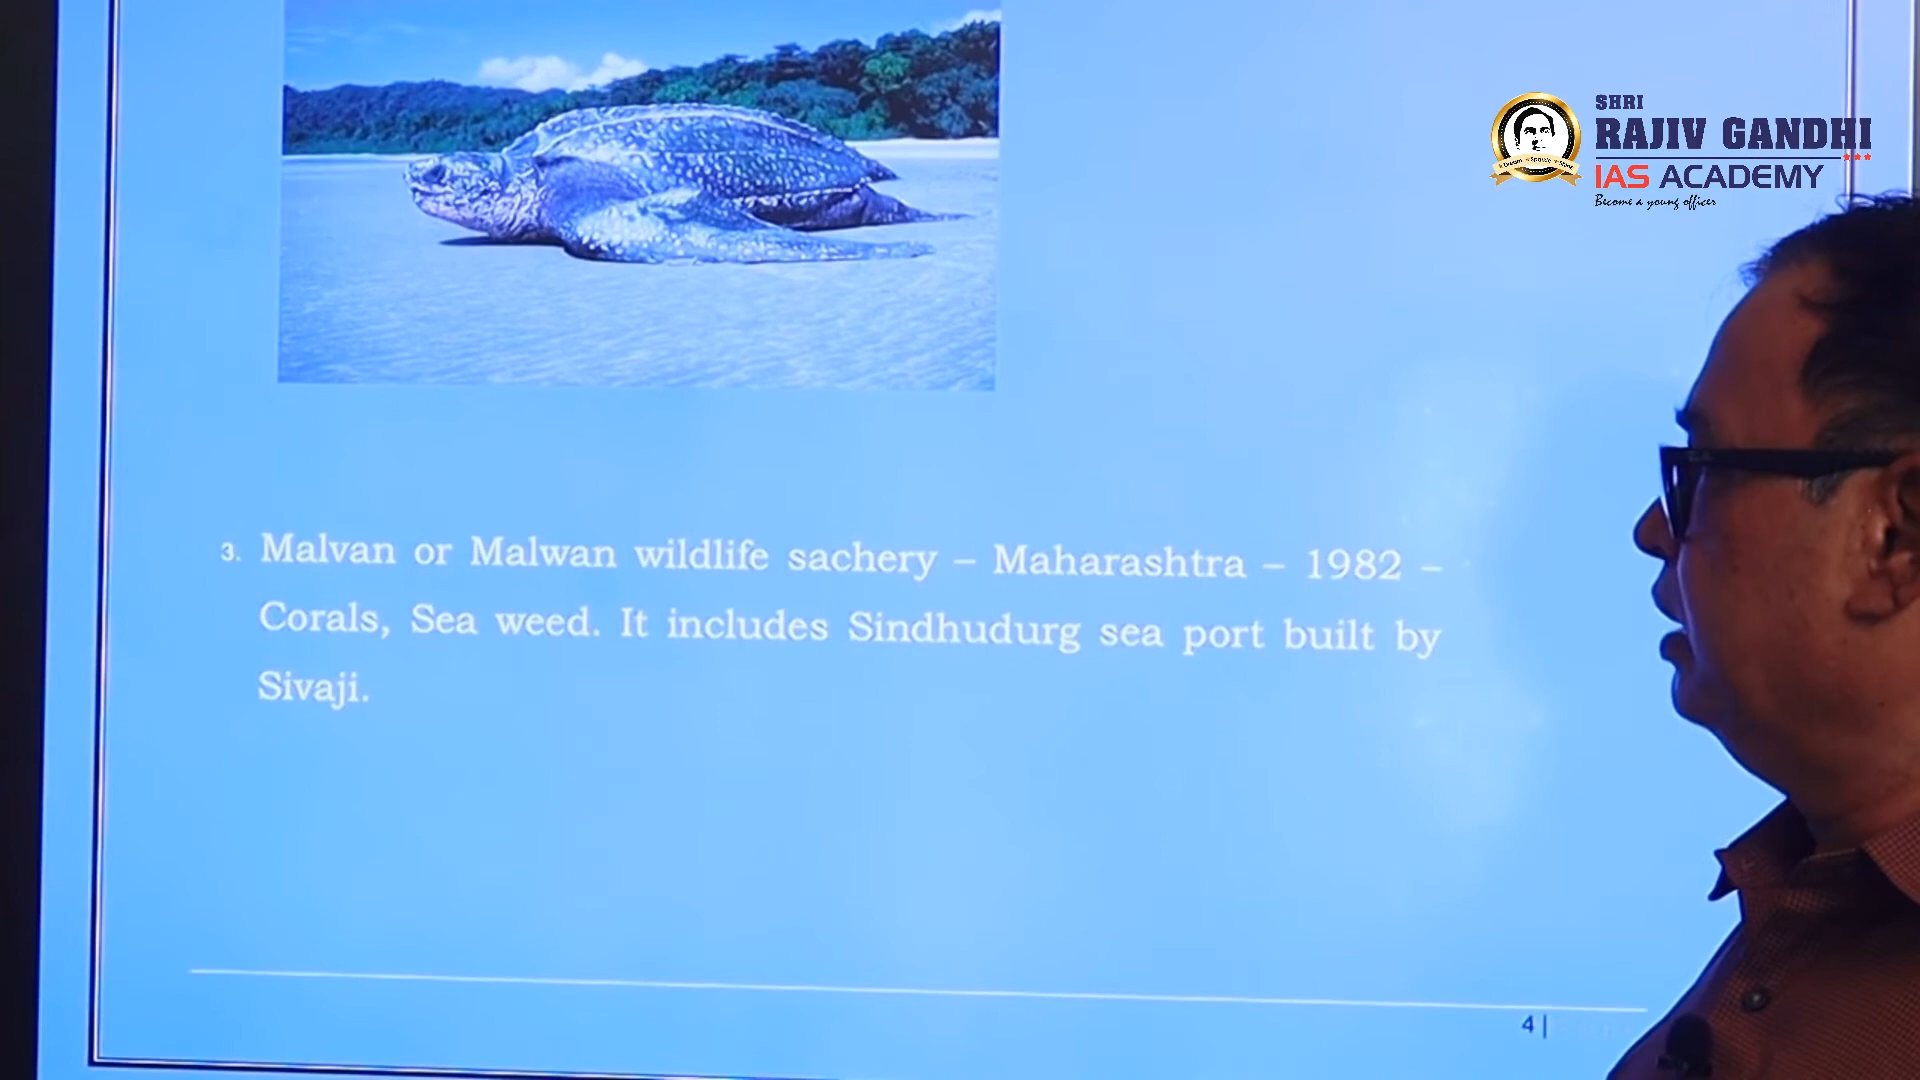 SHRI
RAJIV GANDHI
IAS ACADEMY
Become a young officer
3. Malvan or Malwan wildlife sachery – Maharashtra – 1982 –
Corals, Sea weed. It includes Sindhudurg sea port built by
Sivaji.
4 |